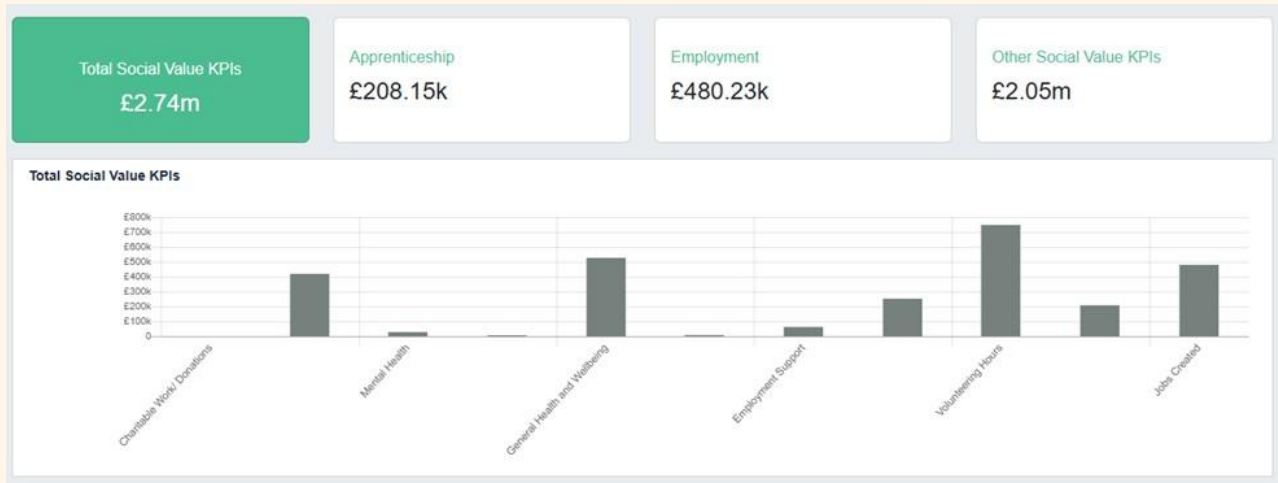 Total Social Value KPIs
£2.74m
Apprenticeship
£208.15k
Employment
£480.23k
Other Social Value KPIs
£2.05m
Total Social Value KPIs
£800k
£700k
£600k
£500k
£400k
£300k
£200k
£100k
0
Charitable Work/ Donations
Mental Health
General Health and Wellbeing
Employment Support
Volunteering Hours
Jobs Created